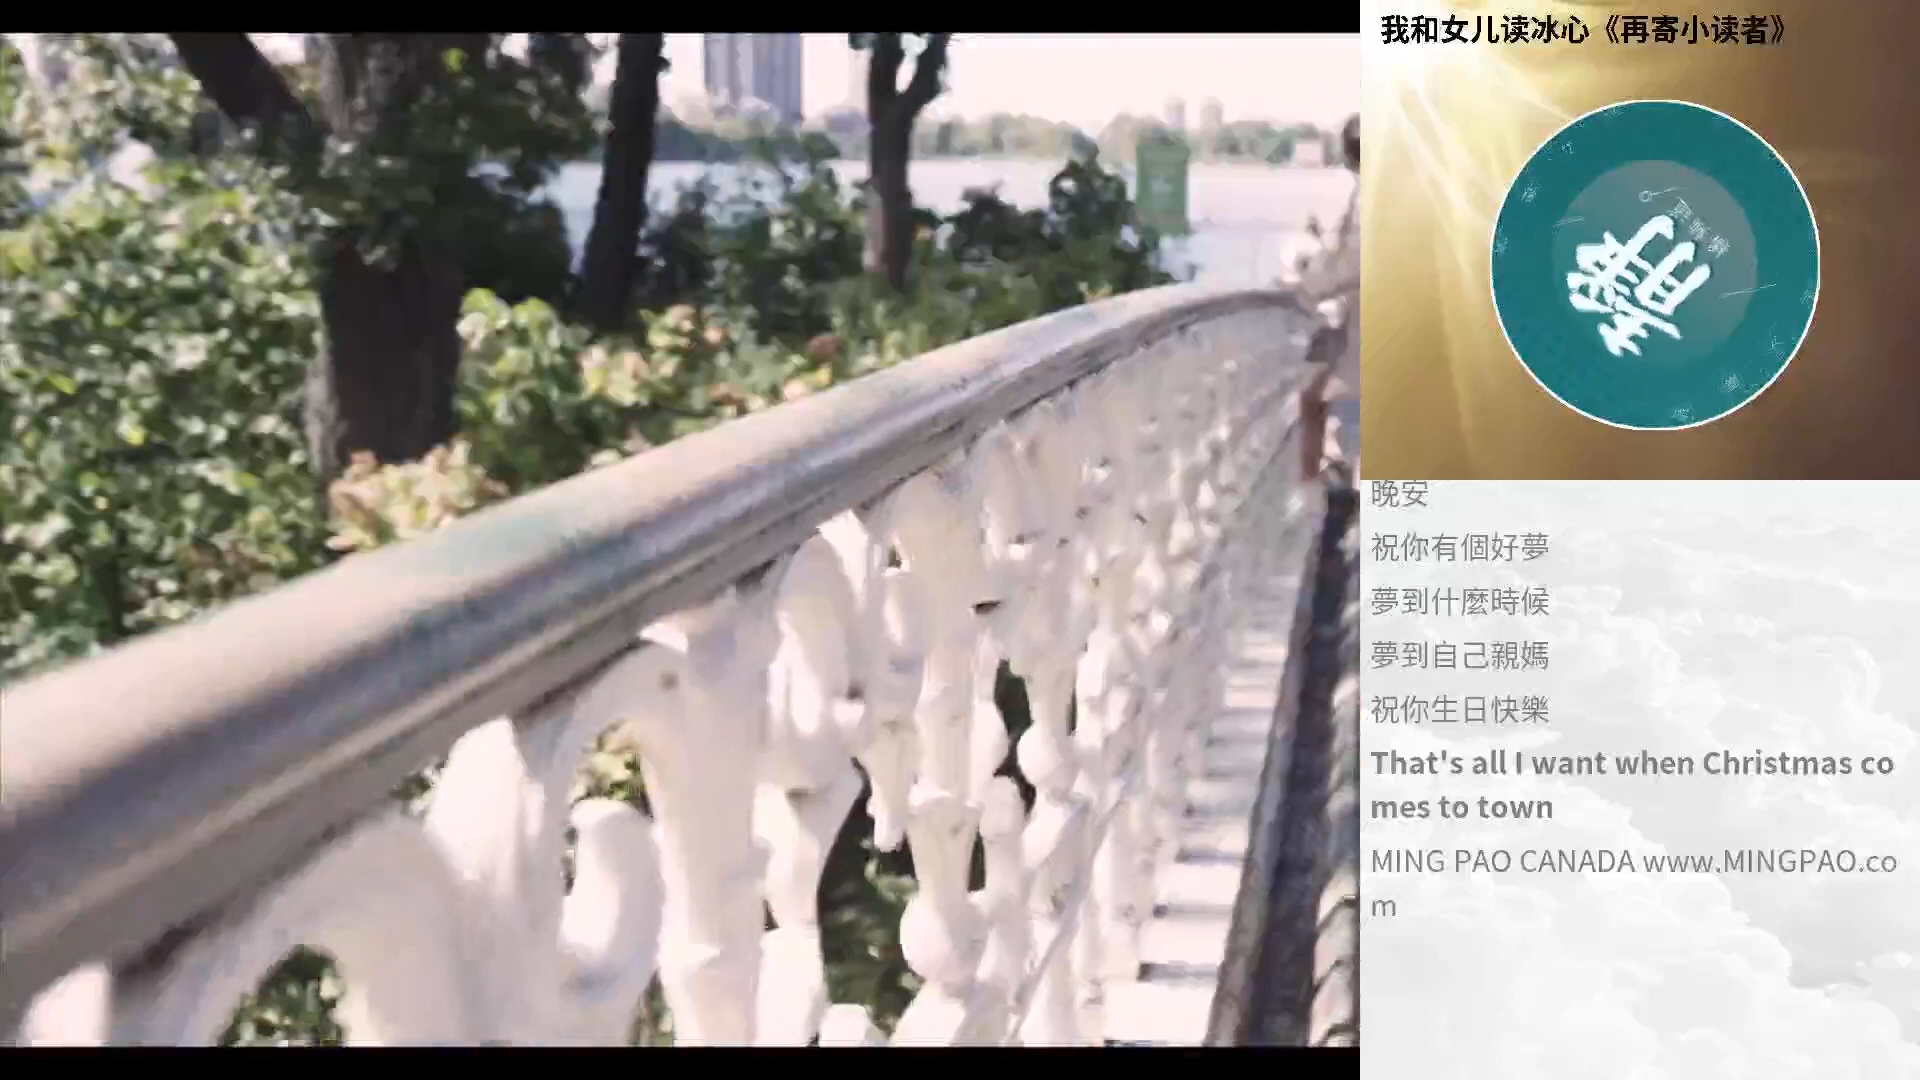 我和女儿读冰心《再寄小读者》
晚安
祝你有個好夢
夢到什麼時候
夢到自己親媽
祝你生日快樂
That's all I want when Christmas co
mes to town
MING PAO CANADA www.MINGPAO.co
m